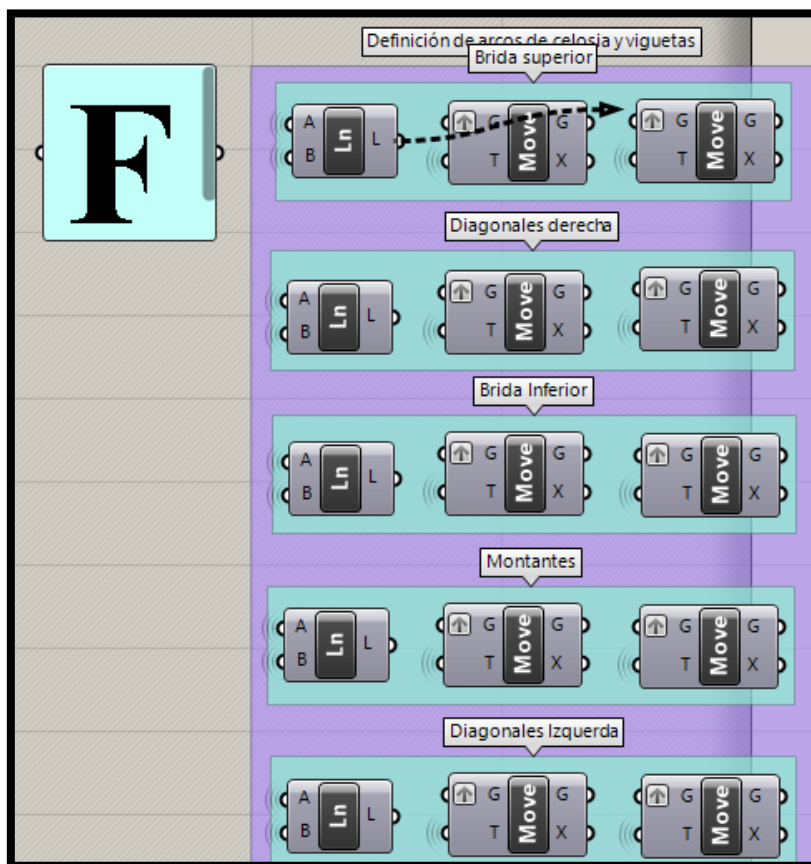 Definición de arcos de celosia y viguetas
Brida superior
F
A Ln L G Move G G Move G
B T X T X
Diagonales derecha
A Ln L G Move G G Move G
B T X T X
Brida Inferior
A Ln L G Move G G Move G
B T X T X
Montantes
A Ln L G Move G G Move G
B T X T X
Diagonales Izquerda
A Ln L G Move G G Move G
B T X T X